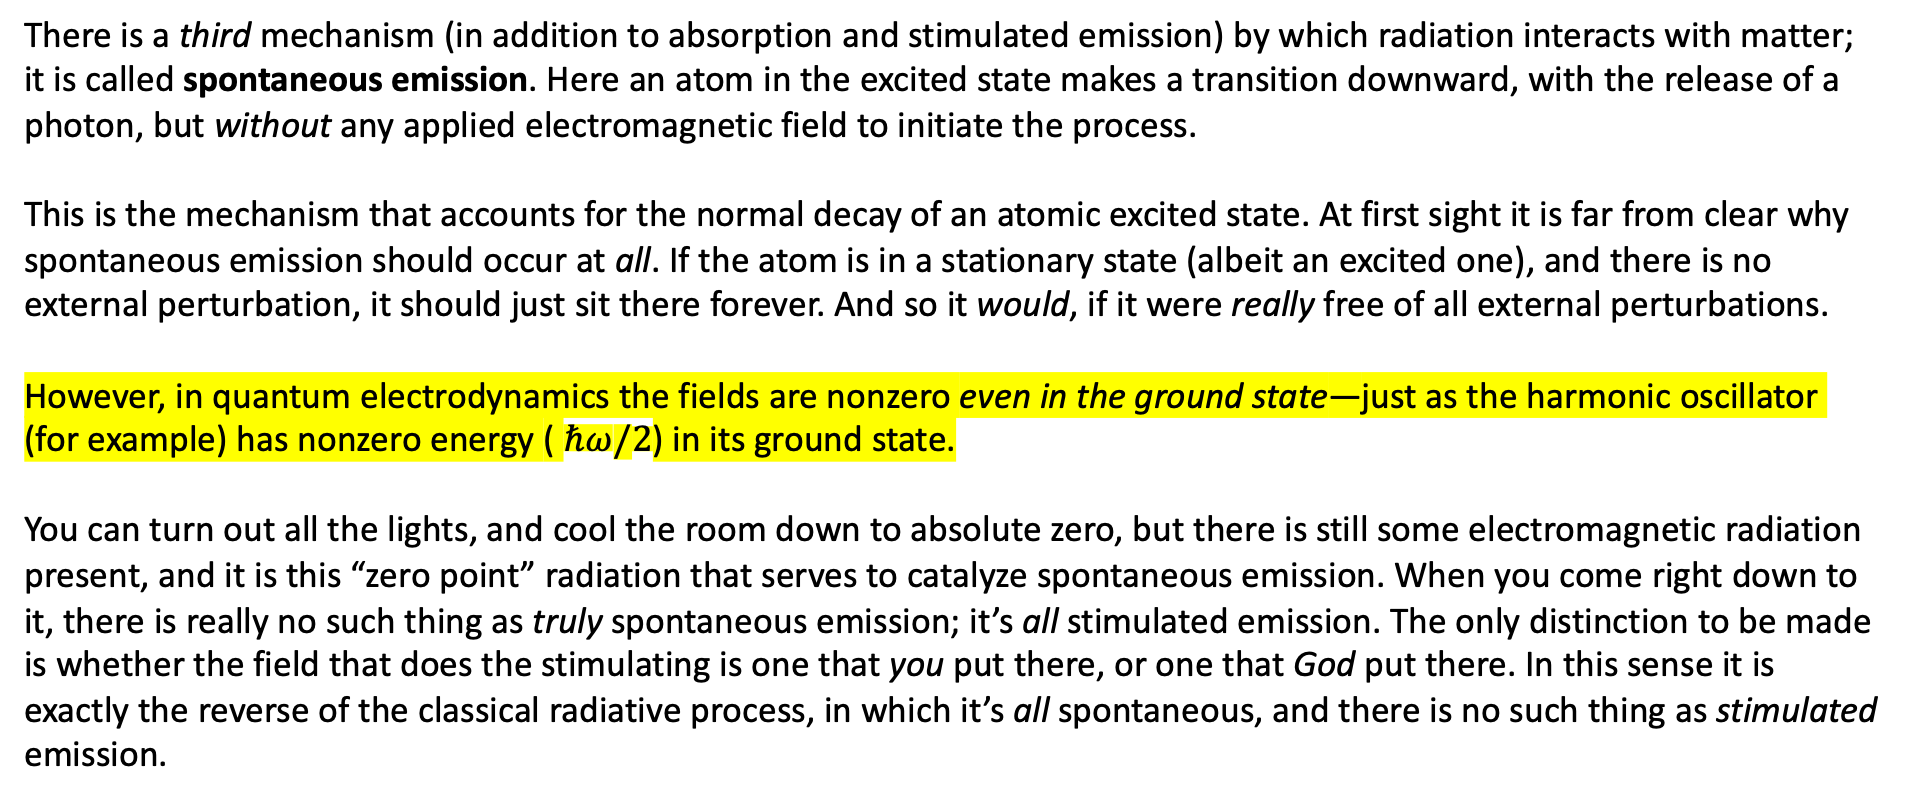 There is a third mechanism (in addition to absorption and stimulated emission) by which radiation interacts with matter;
it is called spontaneous emission. Here an atom in the excited state makes a transition downward, with the release of a
photon, but without any applied electromagnetic field to initiate the process.
This is the mechanism that accounts for the normal decay of an atomic excited state. At first sight it is far from clear why
spontaneous emission should occur at all. If the atom is in a stationary state (albeit an excited one), and there is no
external perturbation, it should just sit there forever. And so it would, if it were really free of all external perturbations.
However, in quantum electrodynamics the fields are nonzero even in the ground state—just as the harmonic oscillator
(for example) has nonzero energy ( ℏω/2) in its ground state.
You can turn out all the lights, and cool the room down to absolute zero, but there is still some electromagnetic radiation
present, and it is this “zero point” radiation that serves to catalyze spontaneous emission. When you come right down to
it, there is really no such thing as truly spontaneous emission; it’s all stimulated emission. The only distinction to be made
is whether the field that does the stimulating is one that you put there, or one that God put there. In this sense it is
exactly the reverse of the classical radiative process, in which it’s all spontaneous, and there is no such thing as stimulated
emission.